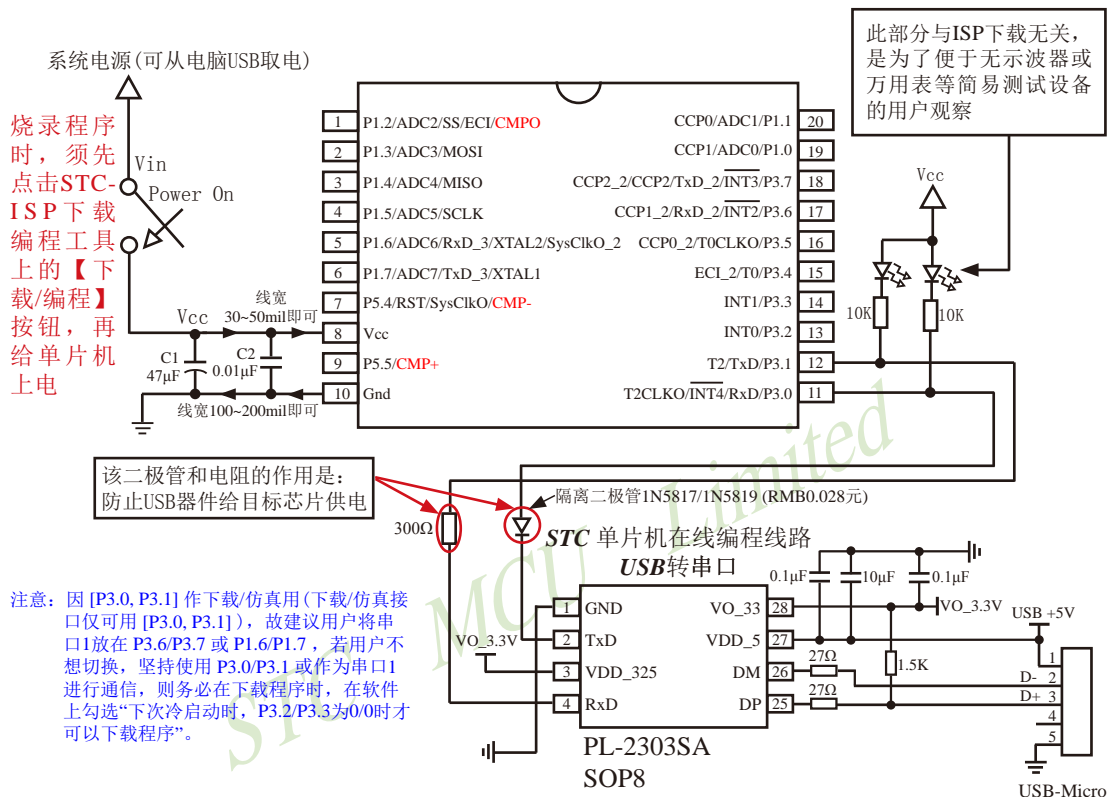 系统电源(可从电脑USB取电)
烧录程序
时，须先
点击STC-
ISP下载
编程工具
上的【下
载/编程】
按钮，再
给单片机
上电
Vin
Power On
Vcc
线宽
30~50mil即可
C1
47μF
C2
0.01μF
线宽100~200mil即可
1 P1.2/ADC2/SS/ECI/CMPO
2 P1.3/ADC3/MOSI
3 P1.4/ADC4/MISO
4 P1.5/ADC5/SCLK
5 P1.6/ADC6/RxD_3/XTAL2/SysClkO_2
6 P1.7/ADC7/TxD_3/XTAL1
7 P5.4/RST/SysClkO/CMP-
8 Vcc
9 P5.5/CMP+
10 Gnd
CCP0/ADC1/P1.1 20
CCP1/ADC0/P1.0 19
CCP2_2/CCP2/TxD_2/INT3/P3.7 18
CCP1_2/RxD_2/INT2/P3.6 17
CCP0_2/T0CLKO/P3.5 16
ECI_2/T0/P3.4 15
INT1/P3.3 14
INT0/P3.2 13
T2/TxD/P3.1 12
T2CLKO/INT4/RxD/P3.0 11
此部分与ISP下载无关，
是为了便于无示波器或
万用表等简易测试设备
的用户观察
Vcc
10K
10K
该二极管和电阻的作用是：
防止USB器件给目标芯片供电
300Ω
隔离二极管1N5817/1N5819 (RMB0.028元)
STC 单片机在线编程线路
USB转串口
注意：因 [P3.0, P3.1] 作下载/仿真用(下载/仿真接
口仅可用 [P3.0, P3.1] )，故建议用户将串
口1放在 P3.6/P3.7 或 P1.6/P1.7 ，若用户不
想切换，坚持使用 P3.0/P3.1 或作为串口1
进行通信，则务必在下载程序时，在软件
上勾选“下次冷启动时，P3.2/P3.3为0/0时才
可以下载程序”。
VO_3.3V
1 GND
2 TxD
3 VDD_325
4 RxD
VO_33 28
VDD_5 27
DM 26
DP 25
PL-2303SA
SOP8
0.1μF
10μF
0.1μF
VO_3.3V
USB +5V
27Ω
27Ω
1.5K
D-
D+
1
2
3
4
5
USB-Micro
STC MCU Limited